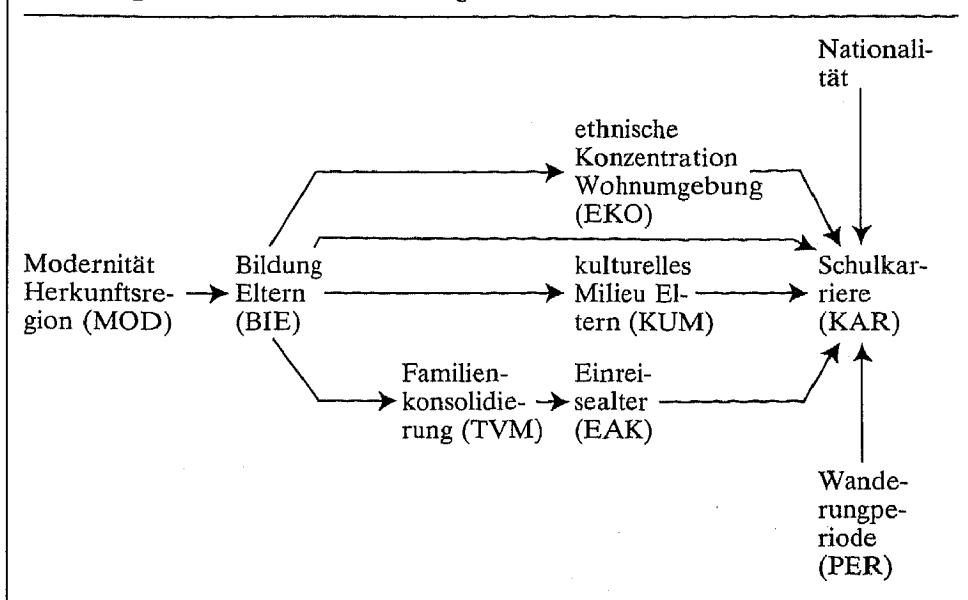 Nationali-
tät
ethnische
Konzentration
Wohnumgebung
(EKO)
Modernität
Herkunftsre-
gion (MOD)
Bildung
Eltern
(BIE)
kulturelles
Milieu El-
tern (KUM)
Schulkar-
riere
(KAR)
Familien-
konsolidie-
rung (TVM)
Einrei-
sealter
(EAK)
Wande-
rungpe-
riode
(PER)